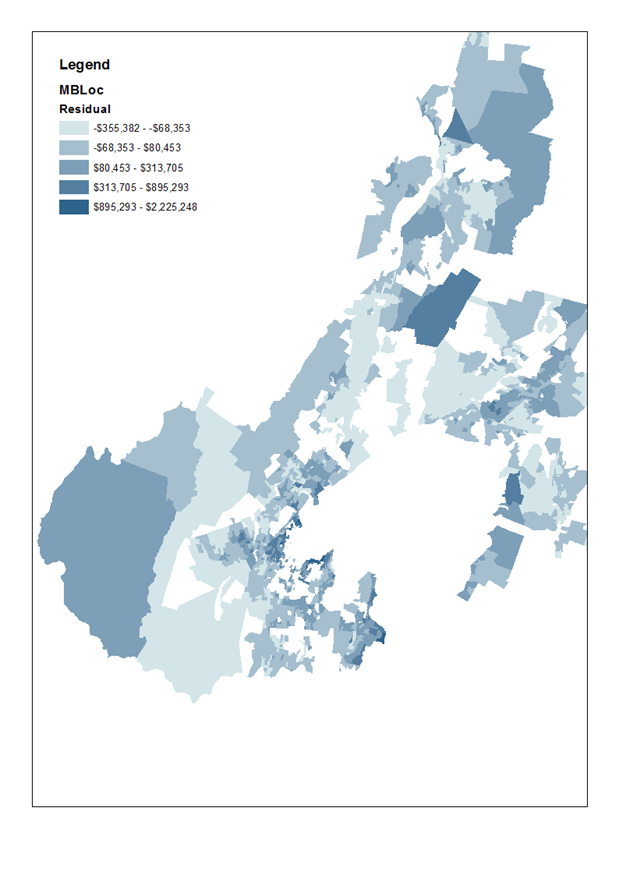 Legend
MBLoc
Residual
-$355,382 - -$68,353
-$68,353 - $80,453
$80,453 - $313,705
$313,705 - $895,293
$895,293 - $2,225,248